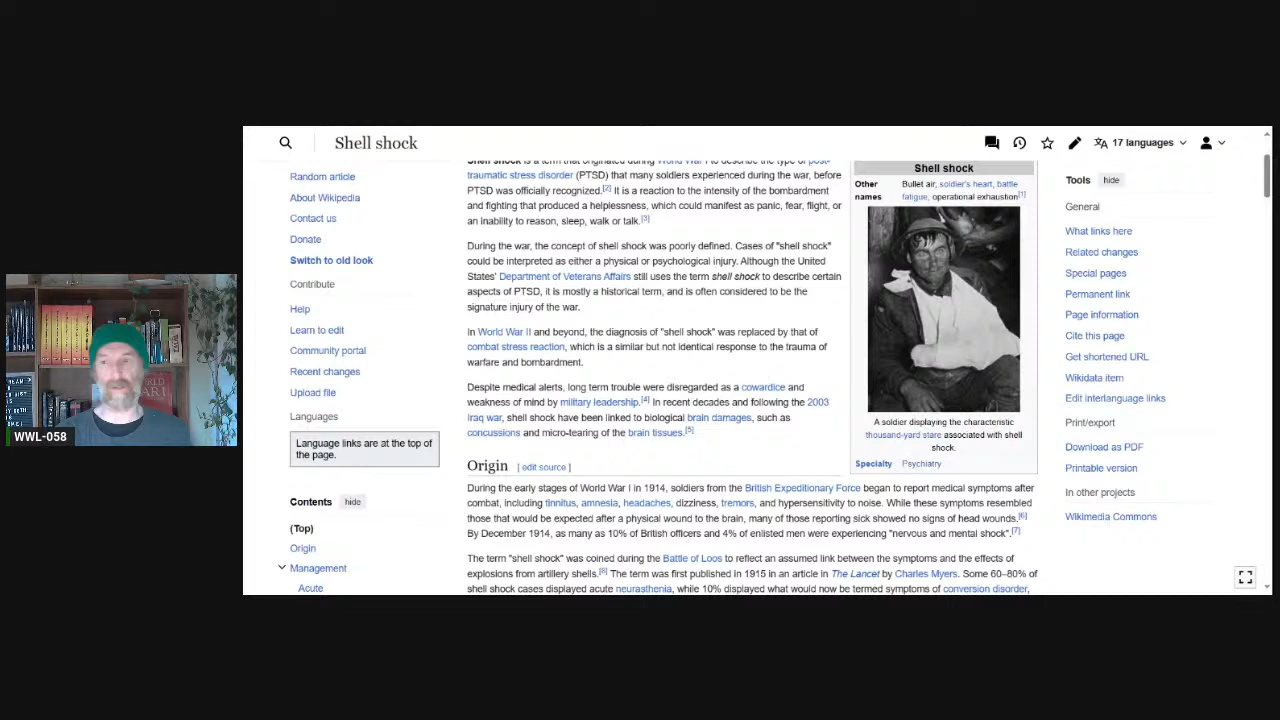 Shell shock
17 languages
Random article
About Wikipedia
Contact us
Donate
Switch to old look
Contribute
Help
Learn to edit
Community portal
Recent changes
Upload file
Languages
Language links are at the top of
the page.
Contents
hide
(Top)
Origin
Management
Acute
Shell shock is a term that originated during World War I to describe the type of post-
traumatic stress disorder (PTSD) that many soldiers experienced during the war, before
PTSD was officially recognized.[2] It is a reaction to the intensity of the bombardment
and fighting that produced a helplessness, which could manifest as panic, fear, flight, or
an inability to reason, sleep, walk or talk.[3]
During the war, the concept of shell shock was poorly defined. Cases of "shell shock"
could be interpreted as either a physical or psychological injury. Although the United
States' Department of Veterans Affairs still uses the term shell shock to describe certain
aspects of PTSD, it is mostly a historical term, and is often considered to be the
signature injury of the war.
In World War II and beyond, the diagnosis of "shell shock" was replaced by that of
combat stress reaction, which is a similar but not identical response to the trauma of
warfare and bombardment.
Despite medical alerts, long term trouble were disregarded as a cowardice and
weakness of mind by military leadership.[4] In recent decades and following the 2003
Iraq war, shell shock have been linked to biological brain damages, such as
concussions and micro-tearing of the brain tissues.[5]
Shell shock
Other names
Bullet air, soldier's heart, battle
fatigue, operational exhaustion[1]
A soldier displaying the characteristic
thousand-yard stare associated with shell
shock.
Specialty Psychiatry
Origin [ edit source ]
During the early stages of World War I in 1914, soldiers from the British Expeditionary Force began to report medical symptoms after
combat, including tinnitus, amnesia, headaches, dizziness, tremors, and hypersensitivity to noise. While these symptoms resembled
those that would be expected after a physical wound to the brain, many of those reporting sick showed no signs of head wounds.[6]
By December 1914, as many as 10% of British officers and 4% of enlisted men were experiencing "nervous and mental shock".[7]
The term "shell shock" was coined during the Battle of Loos to reflect an assumed link between the symptoms and the effects of
explosions from artillery shells.[8] The term was first published in 1915 in an article in The Lancet by Charles Myers. Some 60–80% of
shell shock cases displayed acute neurasthenia, while 10% displayed what would now be termed symptoms of conversion disorder,
Tools
hide
General
What links here
Related changes
Special pages
Permanent link
Page information
Cite this page
Get shortened URL
Wikidata item
Edit interlanguage links
Print/export
Download as PDF
Printable version
In other projects
Wikimedia Commons
WWL-058